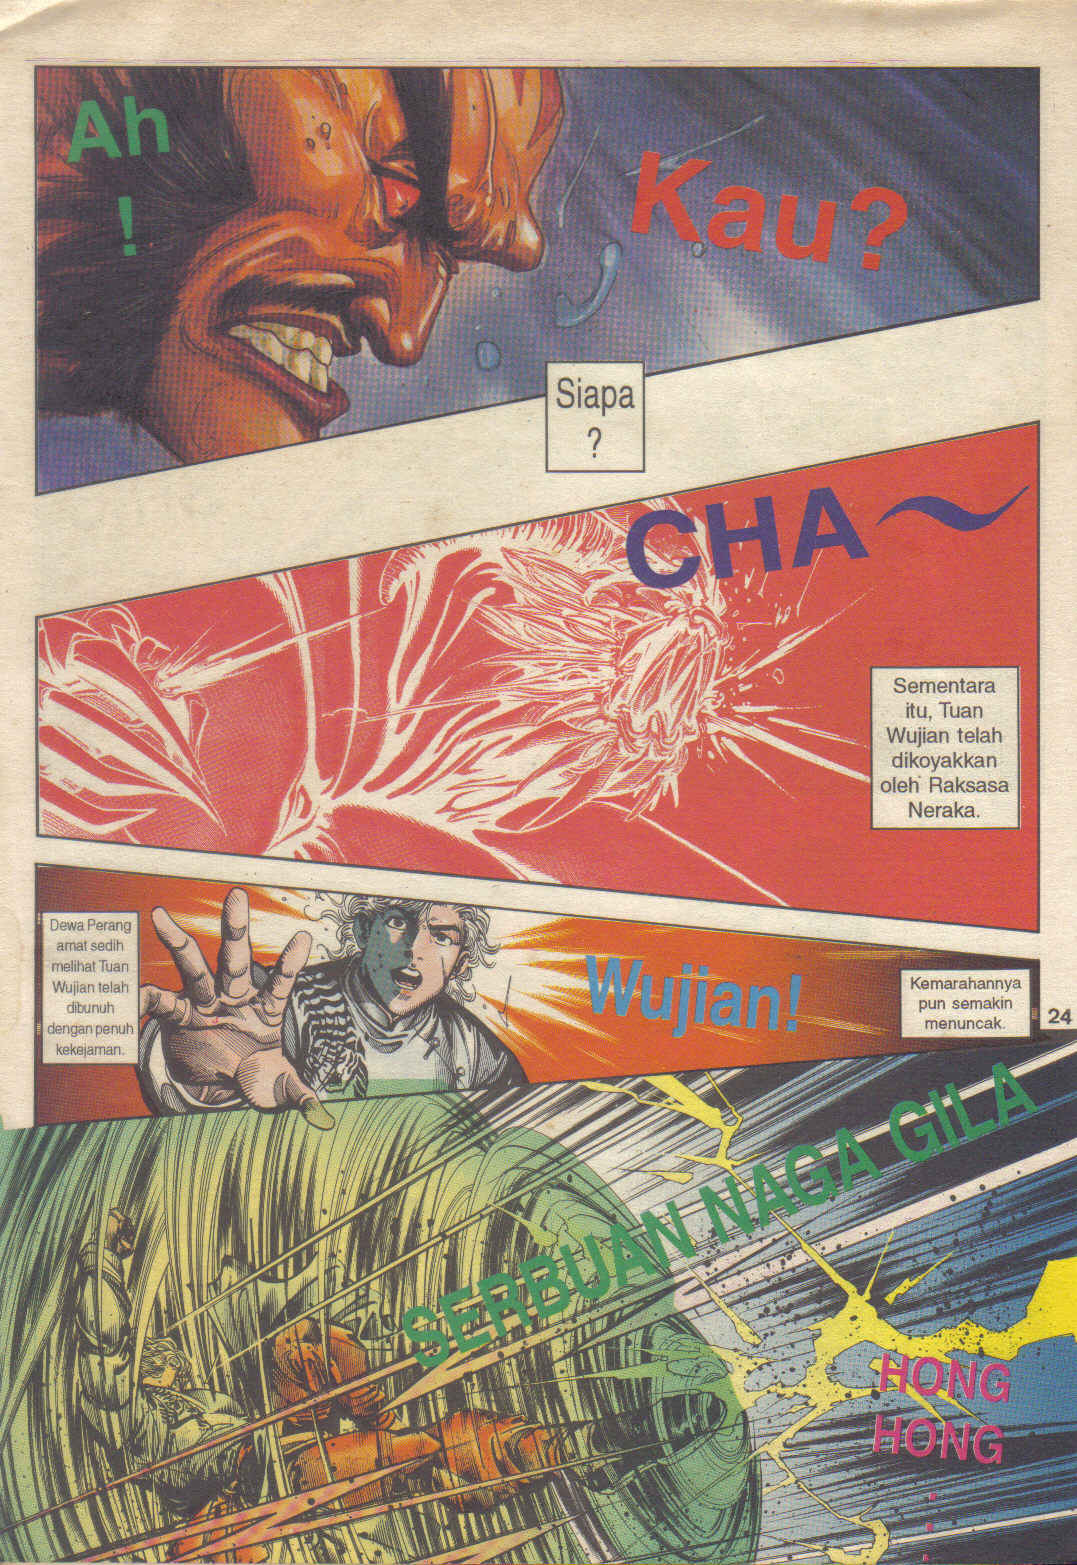 Ah
!
Kau?
Siapa
?
CHA~
Sementara
itu, Tuan
Wujian telah
dikoyakkan
oleh Raksasa
Neraka.
Dewa Perang
amat sedih
melihat Tuan
Wujian telah
dibunuh
dengan penuh
kekejaman.
Wujian!
Kemarahannya
pun semakin
menuncak.
24
SERBUAN NAGA GILA
HONG
HONG